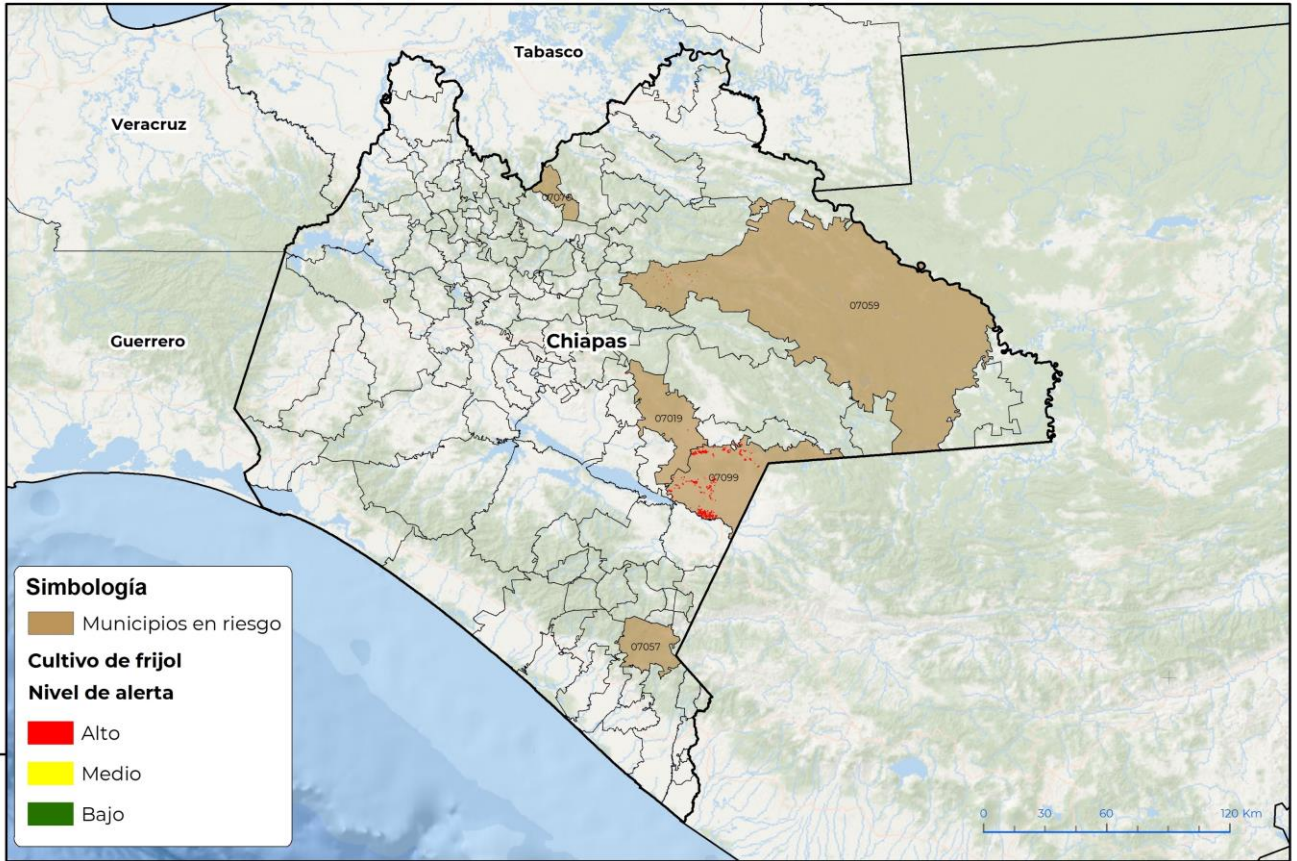 Tabasco
Veracruz
07076
07059
Guerrero
Chiapas
07019
07099
07057
Simbología
Municipios en riesgo
Cultivo de frijol
Nivel de alerta
Alto
Medio
Bajo
0 30 60 120 Km